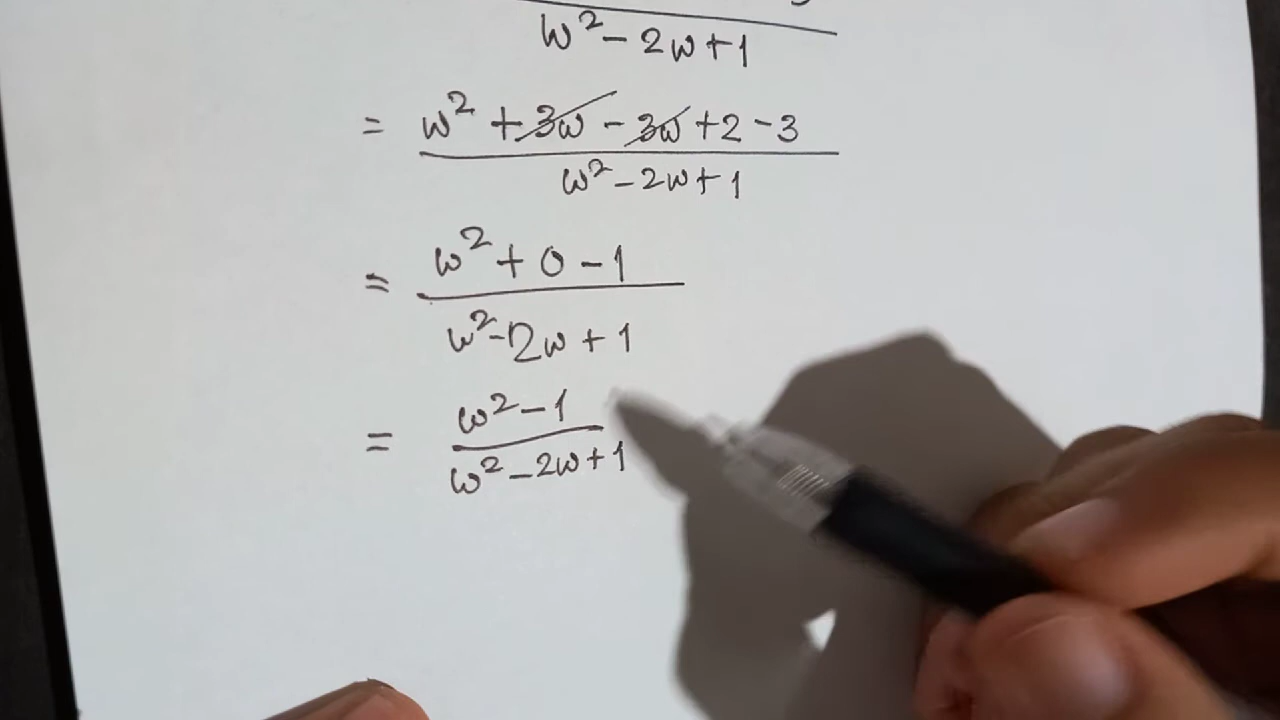 w² - 2w + 1
= w² + 3w - 3w + 2 - 3
w² - 2w + 1
= w² + 0 - 1
w² - 2w + 1
= w² - 1
w² - 2w + 1